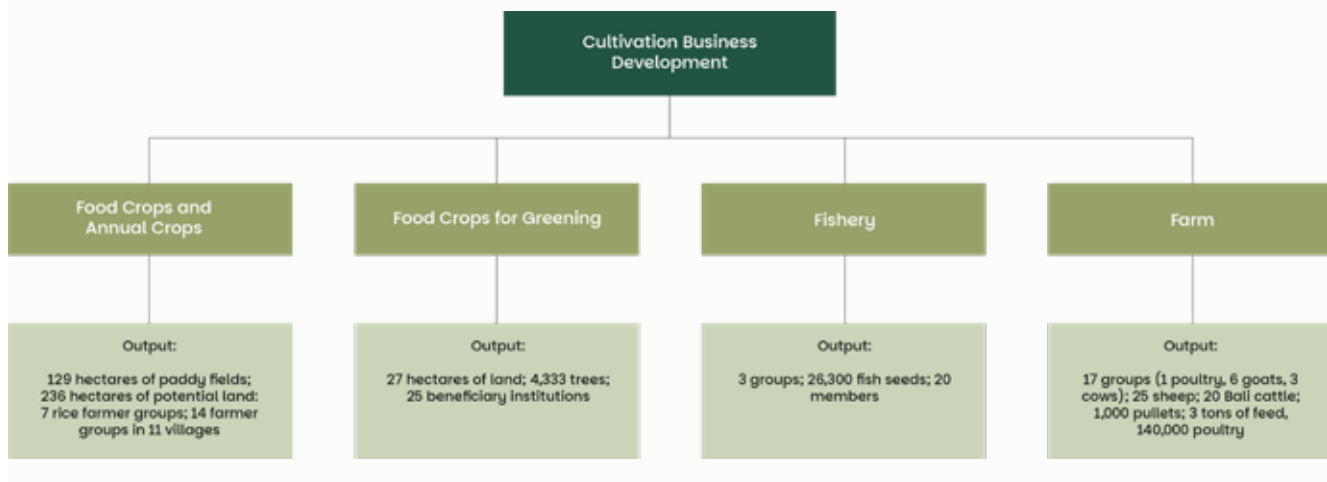 Cultivation Business
Development
Food Crops and
Annual Crops
Food Crops for Greening
Fishery
Farm
Output:
129 hectares of paddy fields;
236 hectares of potential land:
7 rice farmer groups; 14 farmer
groups in 11 villages
Output:
27 hectares of land; 4,333 trees;
25 beneficiary institutions
Output:
3 groups; 26,300 fish seeds; 20
members
Output:
17 groups (1 poultry, 6 goats, 3
cows); 25 sheep; 20 Bali cattle;
1,000 pullets; 3 tons of feed,
140,000 poultry